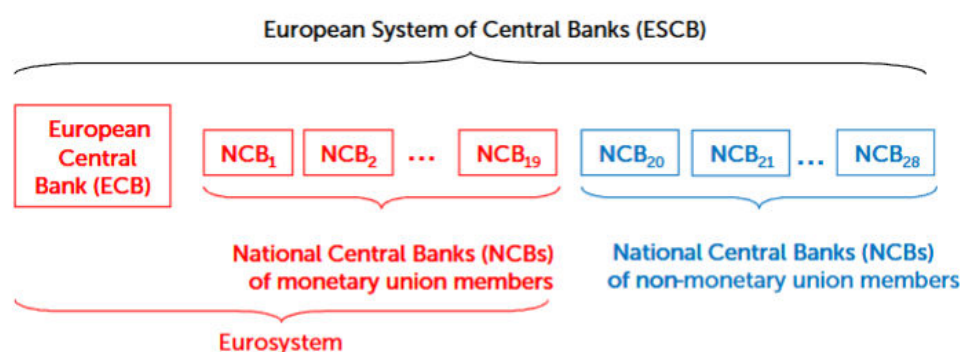 European System of Central Banks (ESCB)
European
Central
Bank (ECB)
NCB₁
NCB₂
...
NCB₁₉
NCB₂₀
NCB₂₁
...
NCB₂₈
National Central Banks (NCBs)
of monetary union members
National Central Banks (NCBs)
of non-monetary union members
Eurosystem